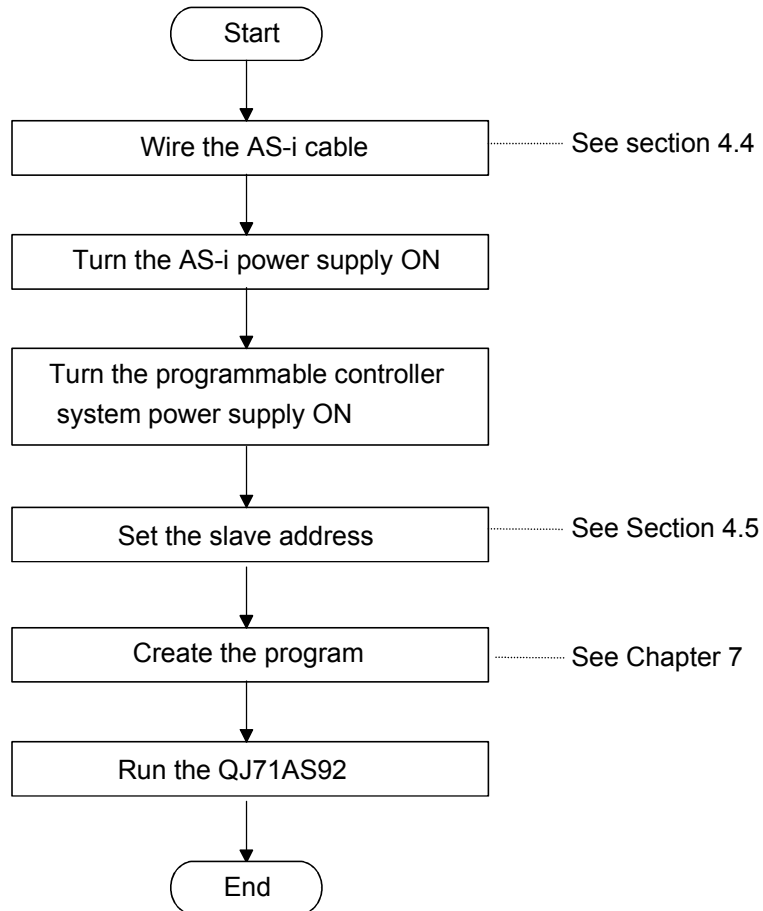 Start
Wire the AS-i cable
See section 4.4
Turn the AS-i power supply ON
Turn the programmable controller
system power supply ON
Set the slave address
See Section 4.5
Create the program
See Chapter 7
Run the QJ71AS92
End